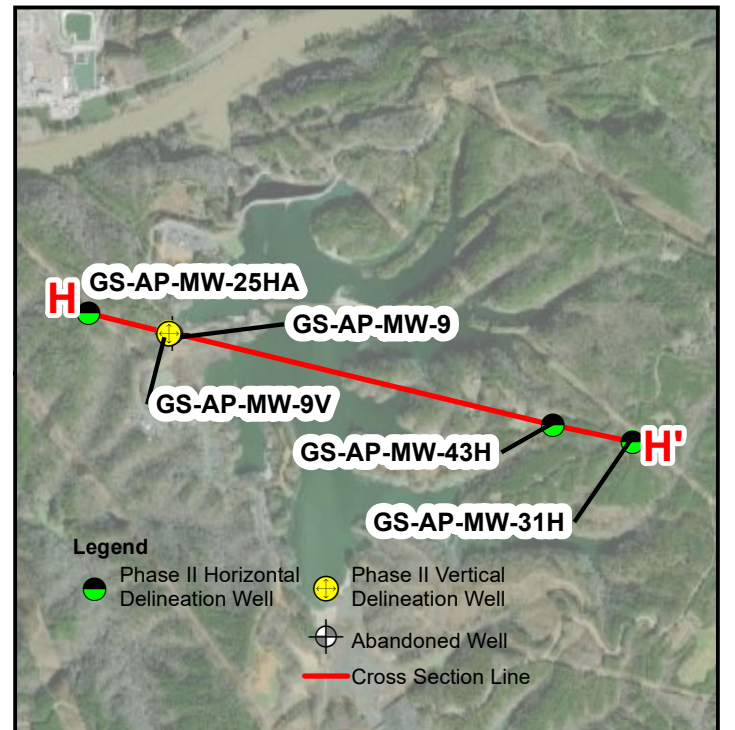 GS-AP-MW-25HA
H
GS-AP-MW-9
GS-AP-MW-9V
GS-AP-MW-43H
H'
GS-AP-MW-31H
Legend
Phase II Horizontal
Delineation Well
Phase II Vertical
Delineation Well
Abandoned Well
Cross Section Line